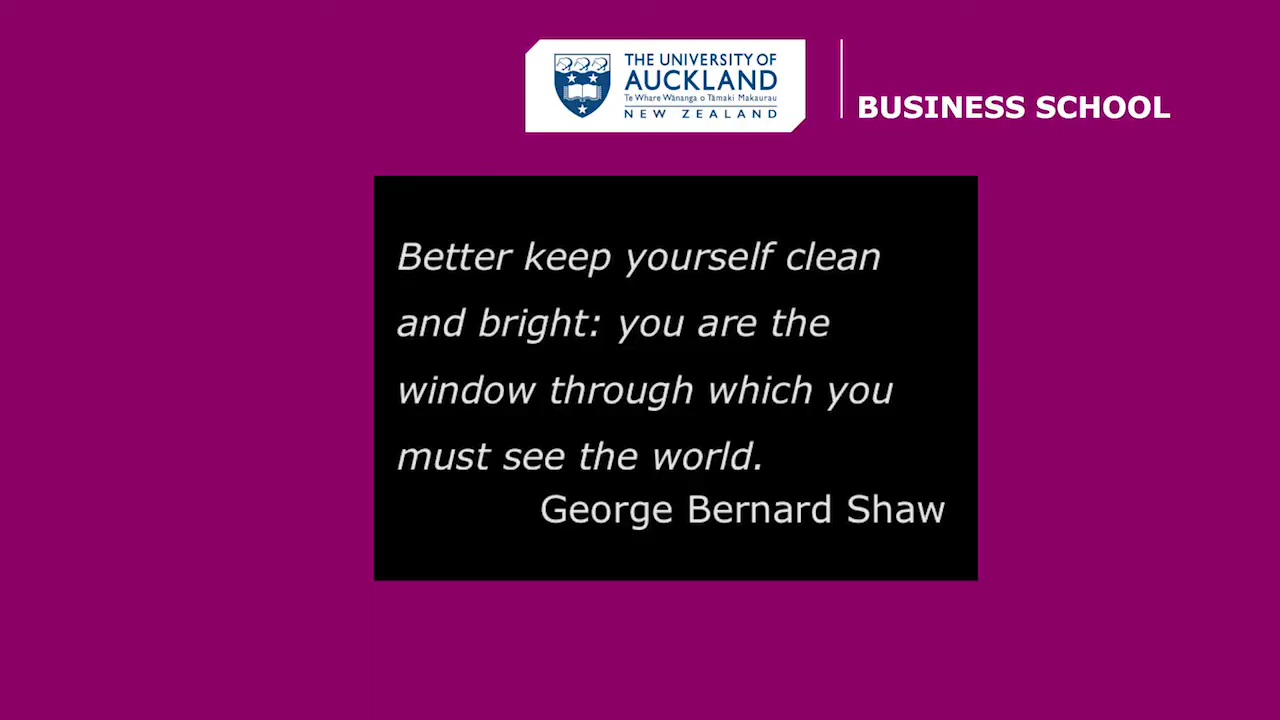 THE UNIVERSITY OF
AUCKLAND
Te Whare Wānanga o Tāmaki Makaurau
NEW ZEALAND
BUSINESS SCHOOL
Better keep yourself clean
and bright: you are the
window through which you
must see the world.
George Bernard Shaw